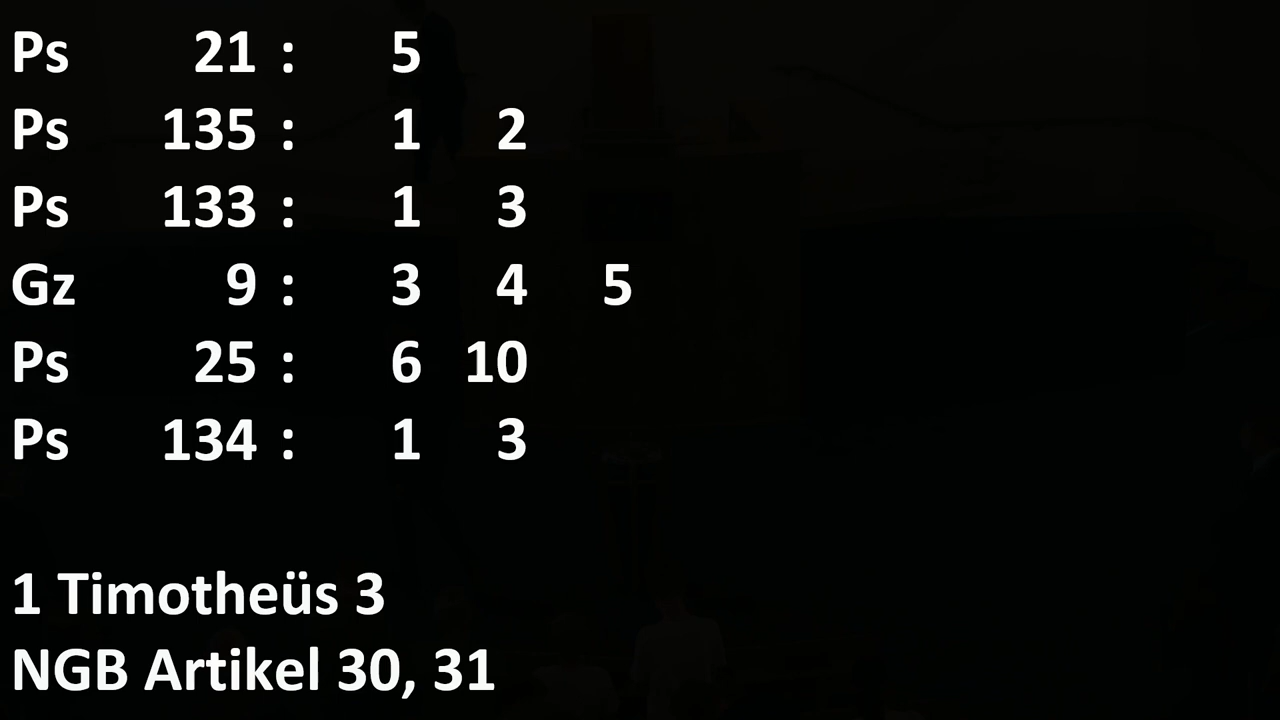 Ps 21 : 5
Ps 135 : 1 2
Ps 133 : 1 3
Gz 9 : 3 4 5
Ps 25 : 6 10
Ps 134 : 1 3
1 Timotheüs 3
NGB Artikel 30, 31